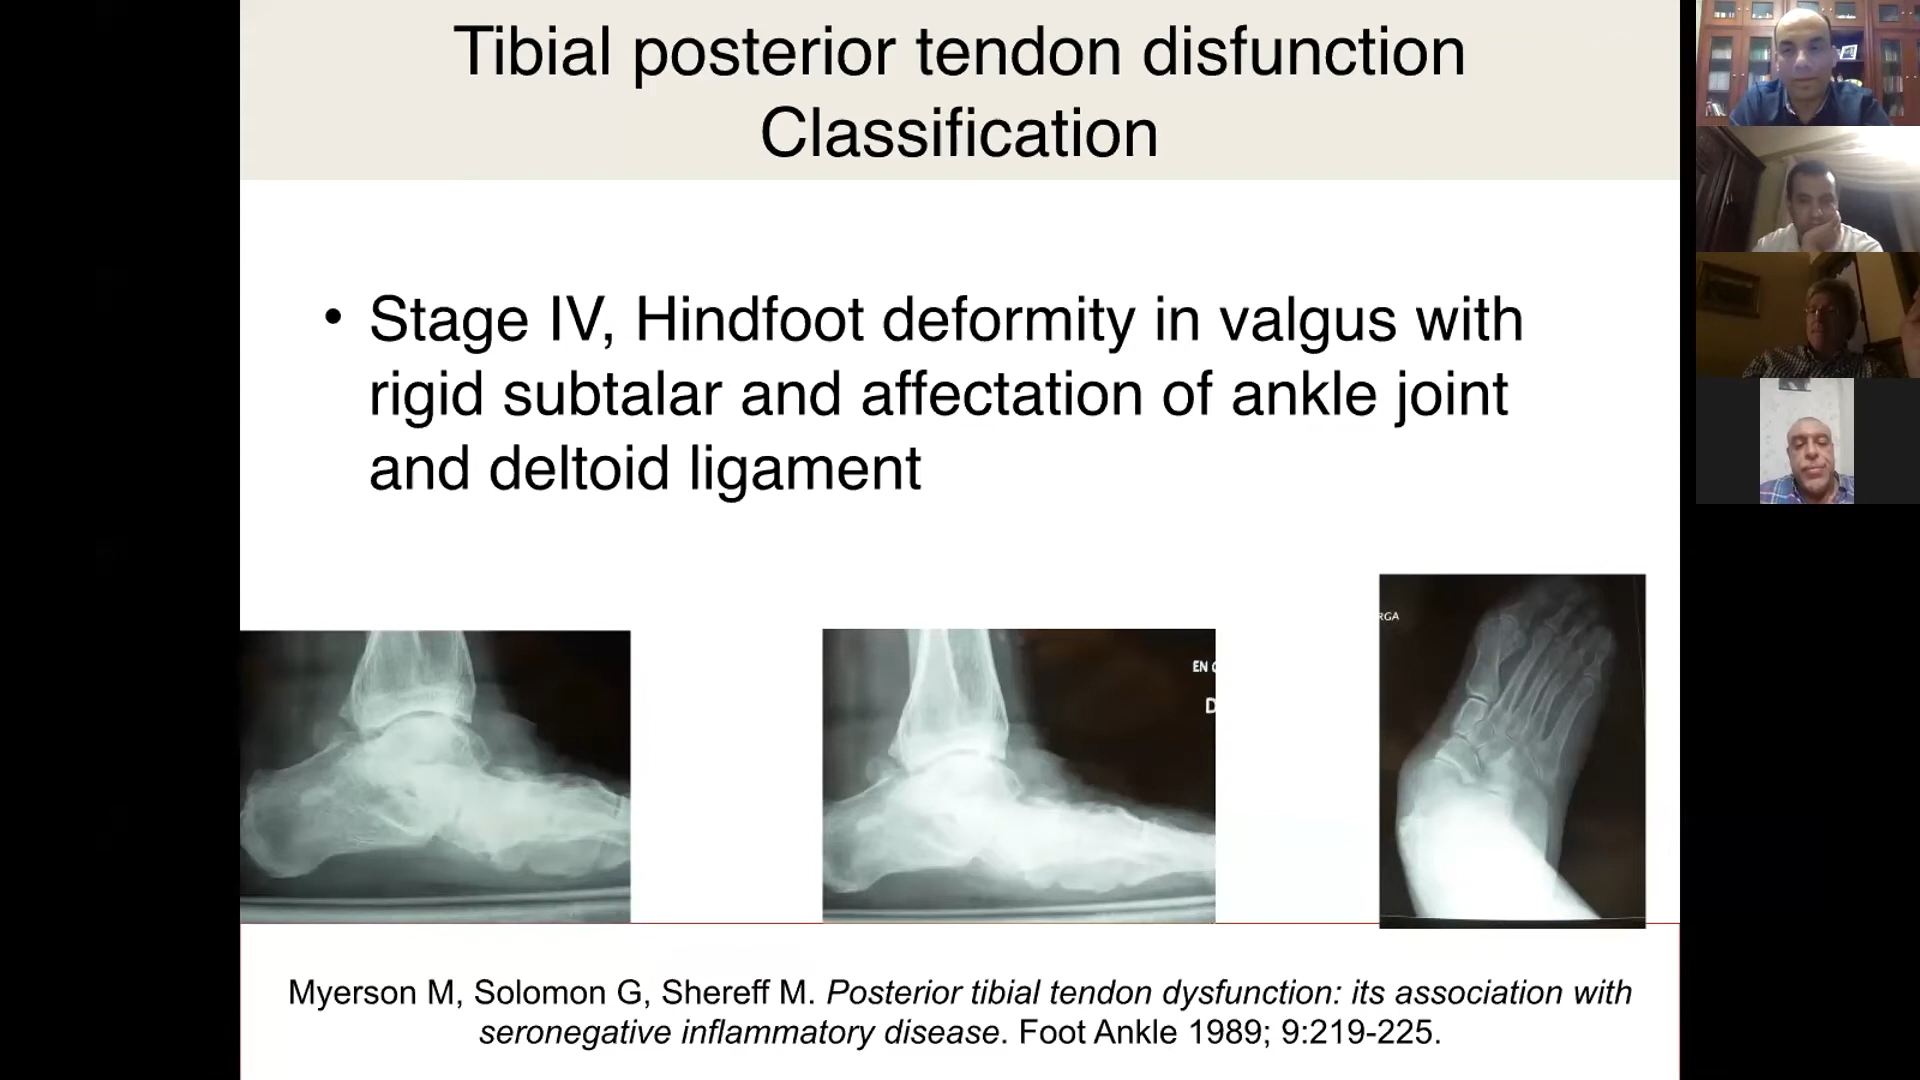 Tibial posterior tendon disfunction
Classification
• Stage IV, Hindfoot deformity in valgus with
rigid subtalar and affectation of ankle joint
and deltoid ligament
EN
D
RGA
Myerson M, Solomon G, Shereff M. Posterior tibial tendon dysfunction: its association with
seronegative inflammatory disease. Foot Ankle 1989; 9:219-225.